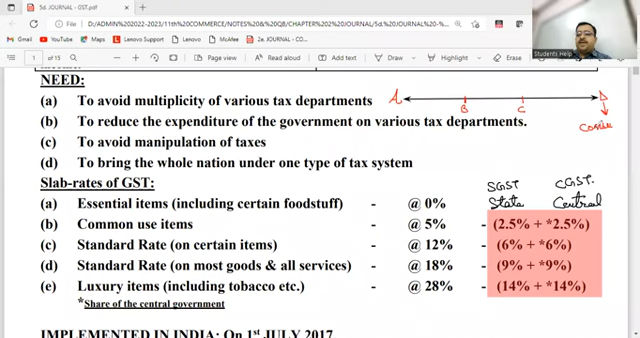 5d. JOURNAL - GST.pdf
File
D:/ADMIN%202022-2023/11th%20COMMERCE/NOTES%20&%20QB/CHAPTER%202%20JOURNAL/5d.%20JOURNAL%20-%...
Gmail YouTube Maps Lenovo Support Lenovo McAfee 2e. JOURNAL - CO...
1 of 15 Page view Read aloud Add text Draw Highlight Erase
Students Help
NEED:
(a) To avoid multiplicity of various tax departments
A B C D
(b) To reduce the expenditure of the government on various tax departments.
(c) To avoid manipulation of taxes
(d) To bring the whole nation under one type of tax system
Slab-rates of GST:
SGST CGST.
State Central
(a) Essential items (including certain foodstuff) - @ 0%
(b) Common use items - @ 5% - (2.5% + *2.5%)
(c) Standard Rate (on certain items) - @ 12% - (6% + *6%)
(d) Standard Rate (on most goods & all services) - @ 18% - (9% + *9%)
(e) Luxury items (including tobacco etc.) - @ 28% - (14% + *14%)
*Share of the central government
IMPLEMENTED IN INDIA: On 1st JULY 2017